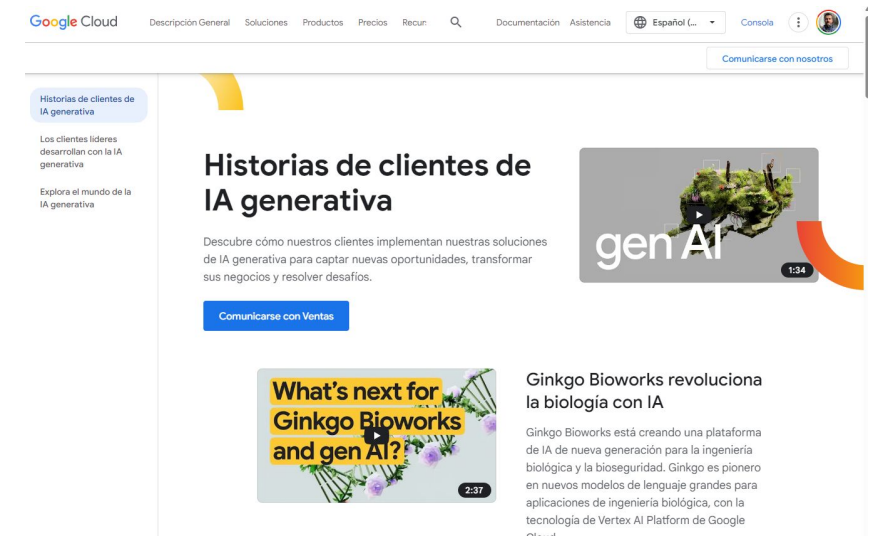 Google Cloud
Descripción General Soluciones Productos Precios Recur:
Documentación Asistencia Español (... Consola
Comunicarse con nosotros
Historias de clientes de
IA generativa
Los clientes líderes
desarrollan con la IA
generativa
Explora el mundo de la
IA generativa
Historias de clientes de
IA generativa
Descubre cómo nuestros clientes implementan nuestras soluciones
de IA generativa para captar nuevas oportunidades, transformar
sus negocios y resolver desafíos.
Comunicarse con Ventas
gen AI
1:34
What's next for
Ginkgo Bioworks
and gen AI?
2:37
Ginkgo Bioworks revoluciona
la biología con IA
Ginkgo Bioworks está creando una plataforma
de IA de nueva generación para la ingeniería
biológica y la bioseguridad. Ginkgo es pionero
en nuevos modelos de lenguaje grandes para
aplicaciones de ingeniería biológica, con la
tecnología de Vertex AI Platform de Google